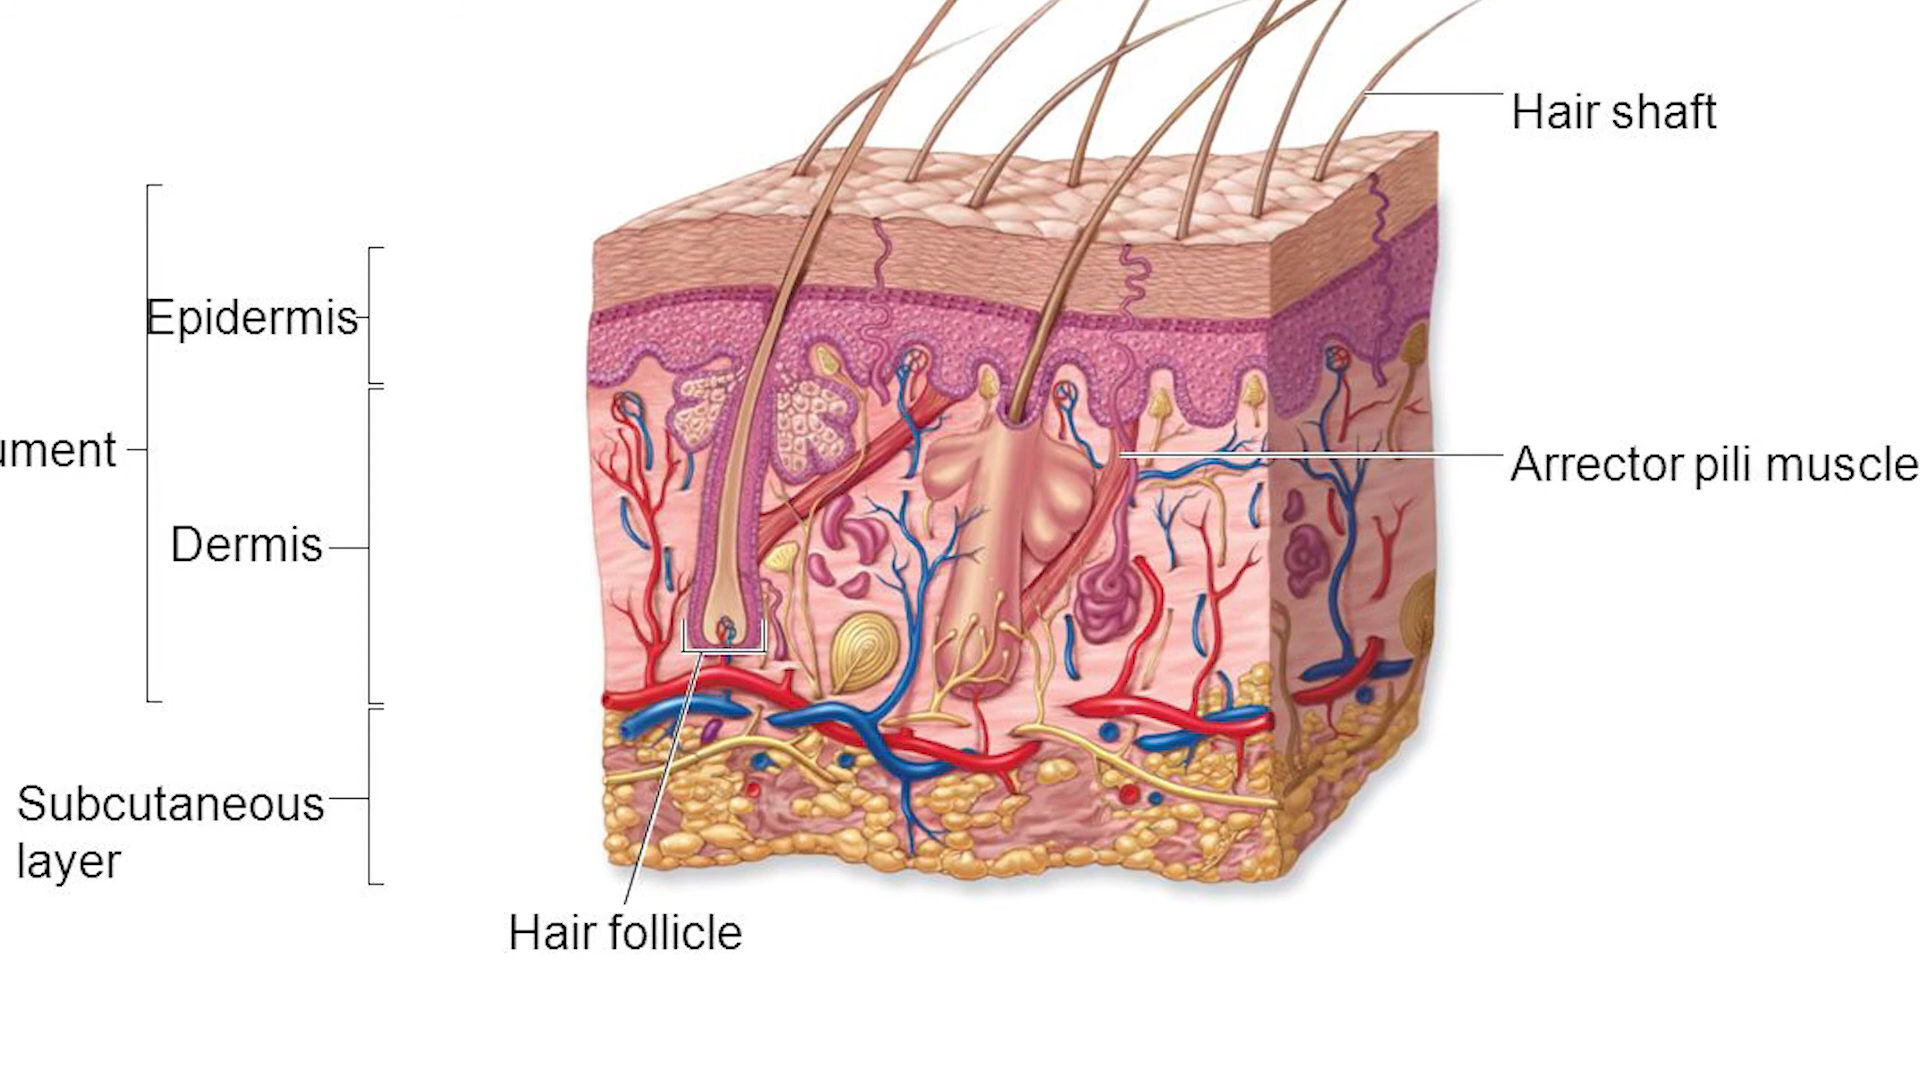 Hair shaft
Epidermis
ument
Arrector pili muscle
Dermis
Subcutaneous
layer
Hair follicle